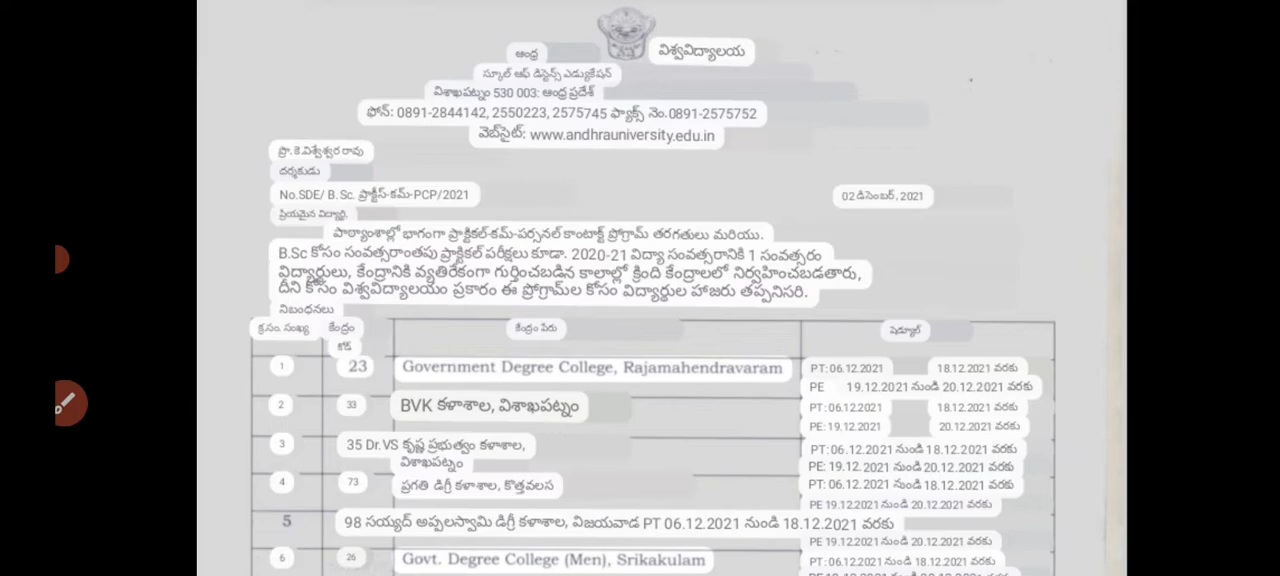 ఆంధ్ర విశ్వవిద్యాలయ
స్కూల్ ఆఫ్ డిస్టెన్స్ ఎడ్యుకేషన్
విశాఖపట్నం 530 003: ఆంధ్ర ప్రదేశ్
ఫోన్: 0891-2844142, 2550223, 2575745 ఫ్యాక్స్ నెం.0891-2575752
వెబ్‌సైట్: www.andhrauniversity.edu.in
ప్రొ. కె.విశ్వేశ్వర రావు
దర్శకుడు
No.SDE/ B.Sc. ప్రాక్టీస్-కమ్-PCP/2021 02 డిసెంబర్, 2021
ప్రియమైన విద్యార్థి,
పాఠ్యాంశాల్లో భాగంగా ప్రాక్టికల్-కమ్-పర్సనల్ కాంటాక్ట్ ప్రోగ్రామ్ తరగతులు మరియు.
B.Sc కోసం సంవత్సరాంతపు ప్రాక్టికల్ పరీక్షలు కూడా. 2020-21 విద్యా సంవత్సరానికి 1 సంవత్సరం
విద్యార్థులు, కేంద్రానికి వ్యతిరేకంగా గుర్తించబడిన కాలాల్లో క్రింది కేంద్రాలలో నిర్వహించబడతారు,
దీని కోసం విశ్వవిద్యాలయం ప్రకారం ఈ ప్రోగ్రామ్‌ల కోసం విద్యార్థుల హాజరు తప్పనిసరి.
నిబంధనలు
క్ర.సం. సంఖ్య కేంద్రం కోడ్ కేంద్రం పేరు షెడ్యూల్
1 23 Government Degree College, Rajamahendravaram PT: 06.12.2021 18.12.2021 వరకు
PE 19.12.2021 నుండి 20.12.2021 వరకు
2 33 BVK కళాశాల, విశాఖపట్నం PT: 06.12.2021 18.12.2021 వరకు
PE: 19.12.2021 20.12.2021 వరకు
3 35 Dr. VS కృష్ణ ప్రభుత్వం కళాశాల, PT: 06.12.2021 నుండి 18.12.2021 వరకు
విశాఖపట్నం PE: 19.12.2021 నుండి 20.12.2021 వరకు
4 73 ప్రగతి డిగ్రీ కళాశాల, కొత్తవలస PT: 06.12.2021 నుండి 18.12.2021 వరకు
PE 19.12.2021 నుండి 20.12.2021 వరకు
5 98 సయ్యద్ అప్పలస్వామి డిగ్రీ కళాశాల, విజయవాడ PT 06.12.2021 నుండి 18.12.2021 వరకు
PE 19.12.2021 నుండి 20.12.2021 వరకు
6 26 Govt. Degree College (Men), Srikakulam PT: 06.12.2021 నుండి 18.12.2021 వరకు